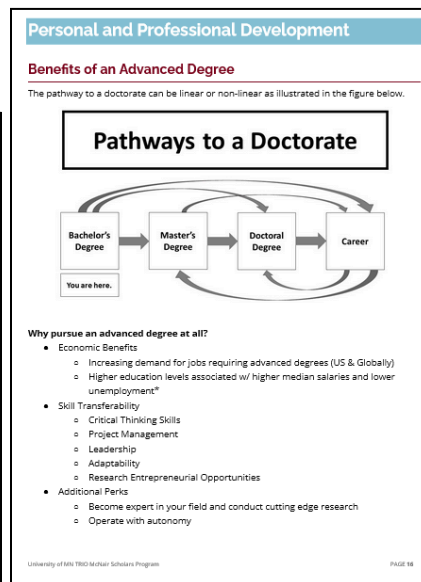 Personal and Professional Development
Benefits of an Advanced Degree
The pathway to a doctorate can be linear or non-linear as illustrated in the figure below.
Pathways to a Doctorate
Bachelor's
Degree
Master's
Degree
Doctoral
Degree
Career
You are here.
Why pursue an advanced degree at all?
• Economic Benefits
▫ Increasing demand for jobs requiring advanced degrees (US & Globally)
▫ Higher education levels associated w/ higher median salaries and lower
unemployment*
• Skill Transferability
▫ Critical Thinking Skills
▫ Project Management
▫ Leadership
▫ Adaptability
▫ Research Entrepreneurial Opportunities
• Additional Perks
▫ Become expert in your field and conduct cutting edge research
▫ Operate with autonomy
University of MN TRIO McNair Scholars Program
PAGE 16